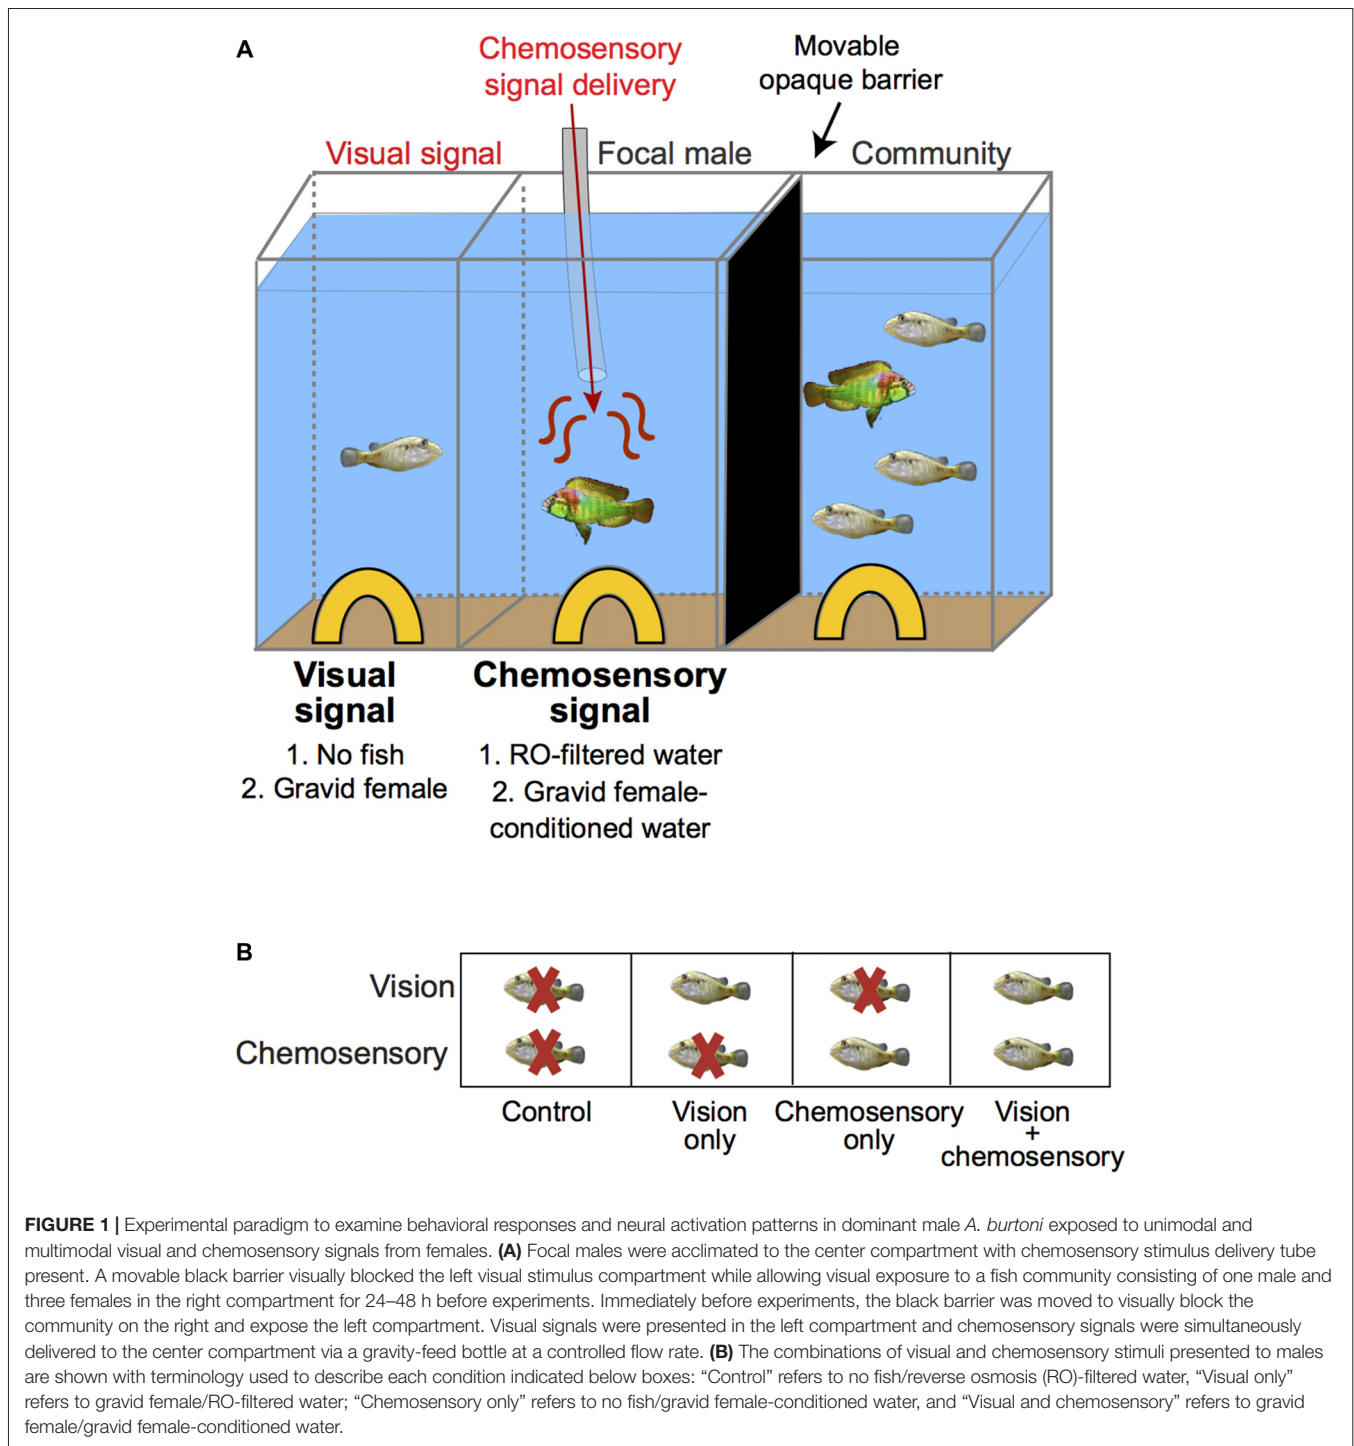 A
Chemosensory
signal delivery
Movable
opaque barrier
Visual signal
Focal male
Community
Visual
signal
1. No fish
2. Gravid female
Chemosensory
signal
1. RO-filtered water
2. Gravid female-
conditioned water
B
Vision
Chemosensory
Control
Vision
only
Chemosensory
only
Vision
+
chemosensory
FIGURE 1 | Experimental paradigm to examine behavioral responses and neural activation patterns in dominant male A. burtoni exposed to unimodal and
multimodal visual and chemosensory signals from females. (A) Focal males were acclimated to the center compartment with chemosensory stimulus delivery tube
present. A movable black barrier visually blocked the left visual stimulus compartment while allowing visual exposure to a fish community consisting of one male and
three females in the right compartment for 24–48 h before experiments. Immediately before experiments, the black barrier was moved to visually block the
community on the right and expose the left compartment. Visual signals were presented in the left compartment and chemosensory signals were simultaneously
delivered to the center compartment via a gravity-feed bottle at a controlled flow rate. (B) The combinations of visual and chemosensory stimuli presented to males
are shown with terminology used to describe each condition indicated below boxes: “Control” refers to no fish/reverse osmosis (RO)-filtered water, “Visual only”
refers to gravid female/RO-filtered water; “Chemosensory only” refers to no fish/gravid female-conditioned water, and “Visual and chemosensory” refers to gravid
female/gravid female-conditioned water.